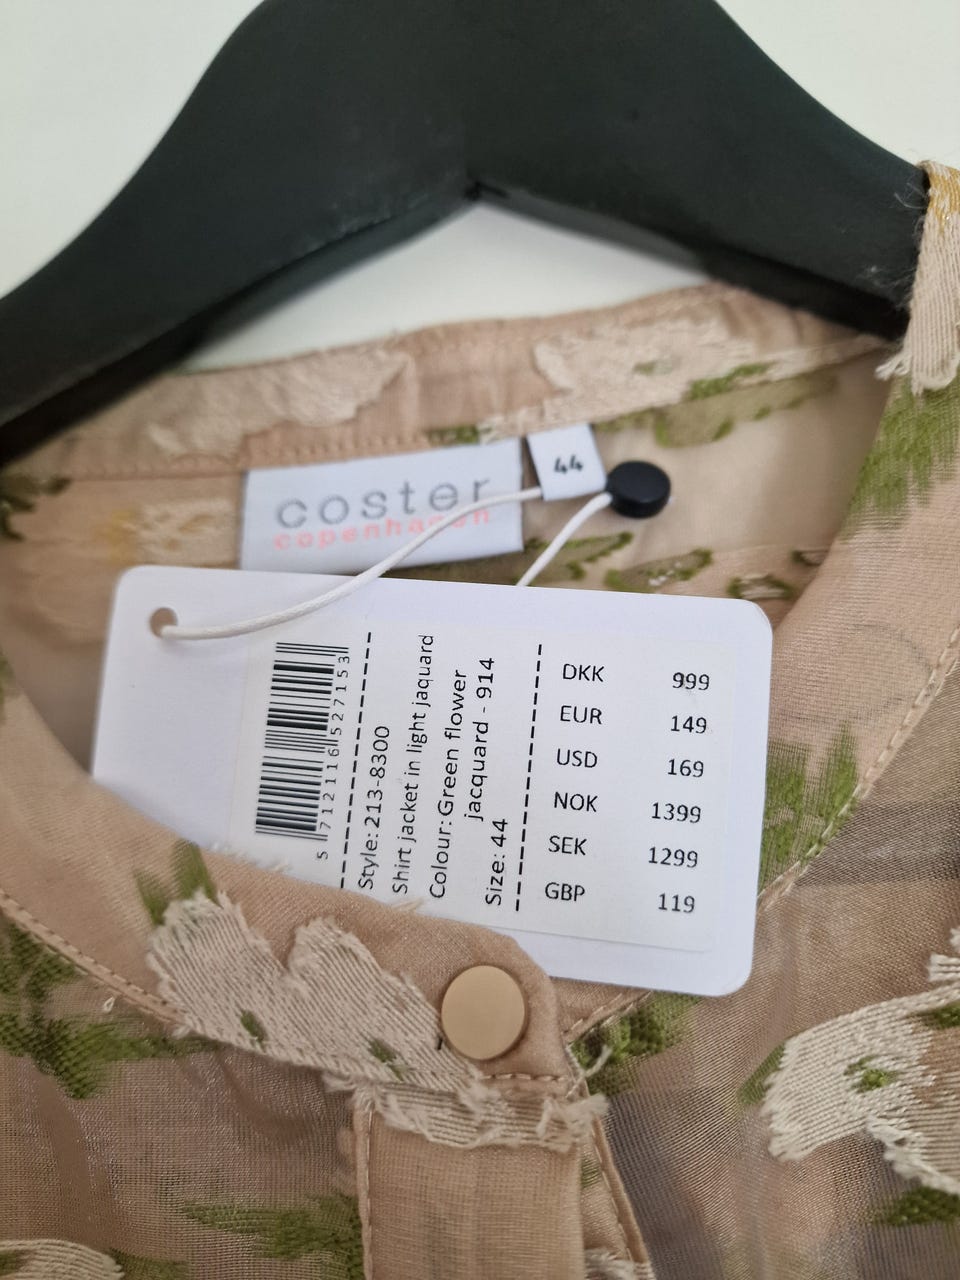 coster
copenhagen
44
5 712116 527153
Style: 213-8300
Shirt jacket in light jaquard
Colour: Green flower
jacquard - 914
Size: 44
DKK 999
EUR 149
USD 169
NOK 1399
SEK 1299
GBP 119